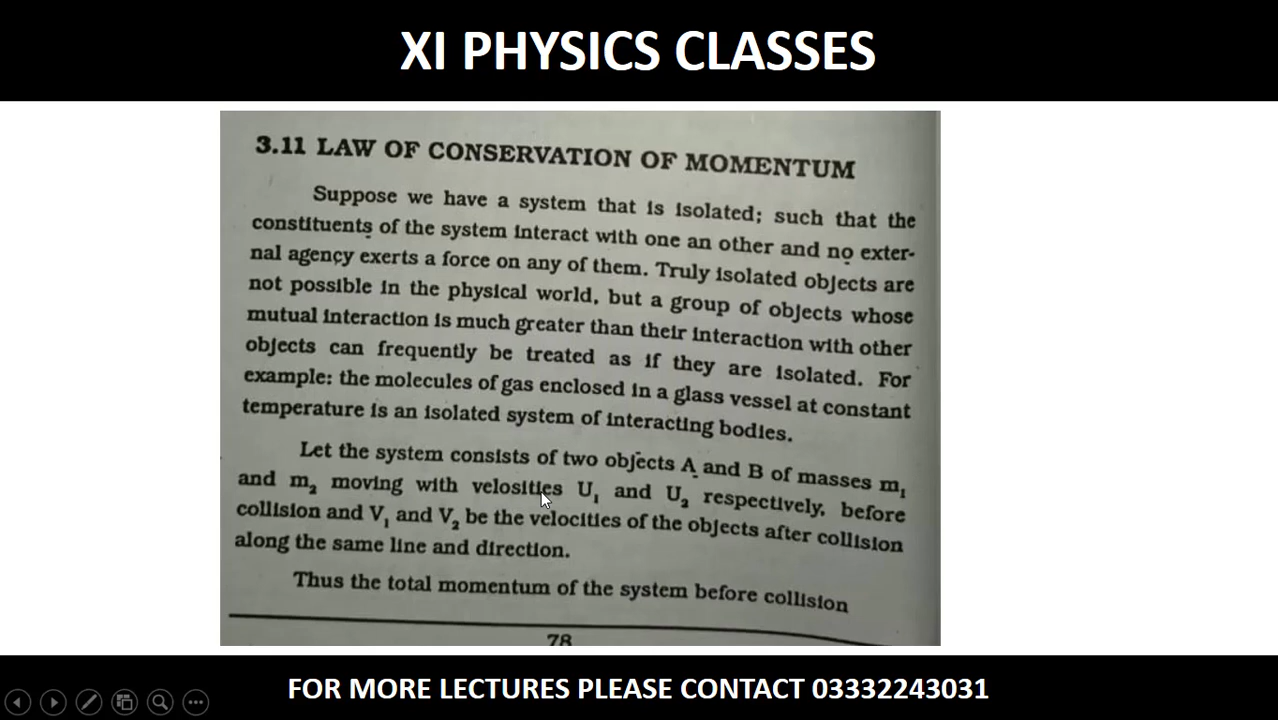 XI PHYSICS CLASSES
3.11 LAW OF CONSERVATION OF MOMENTUM
Suppose we have a system that is isolated; such that the
constituents of the system interact with one an other and no exter-
nal agency exerts a force on any of them. Truly isolated objects are
not possible in the physical world, but a group of objects whose
mutual interaction is much greater than their interaction with other
objects can frequently be treated as if they are isolated. For
example: the molecules of gas enclosed in a glass vessel at constant
temperature is an isolated system of interacting bodies.
Let the system consists of two objects A and B of masses m₁
and m₂ moving with velosities U₁ and U₂ respectively, before
collision and V₁ and V₂ be the velocities of the objects after collision
along the same line and direction.
Thus the total momentum of the system before collision
78
FOR MORE LECTURES PLEASE CONTACT 03332243031